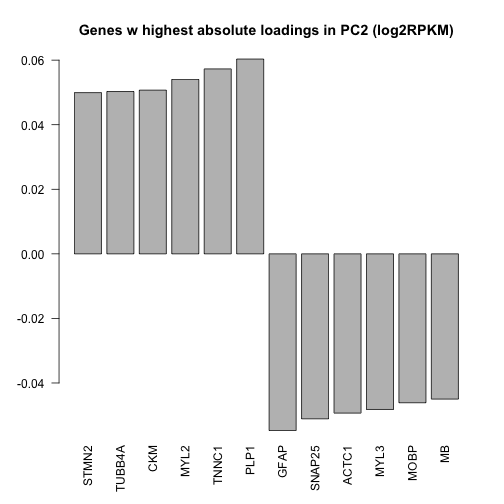 Genes w highest absolute loadings in PC2 (log2RPKM)
0.06
0.04
0.02
0.00
-0.02
-0.04
STMN2
TUBB4A
CKM
MYL2
TNNC1
PLP1
GFAP
SNAP25
ACTC1
MYL3
MOBP
MB